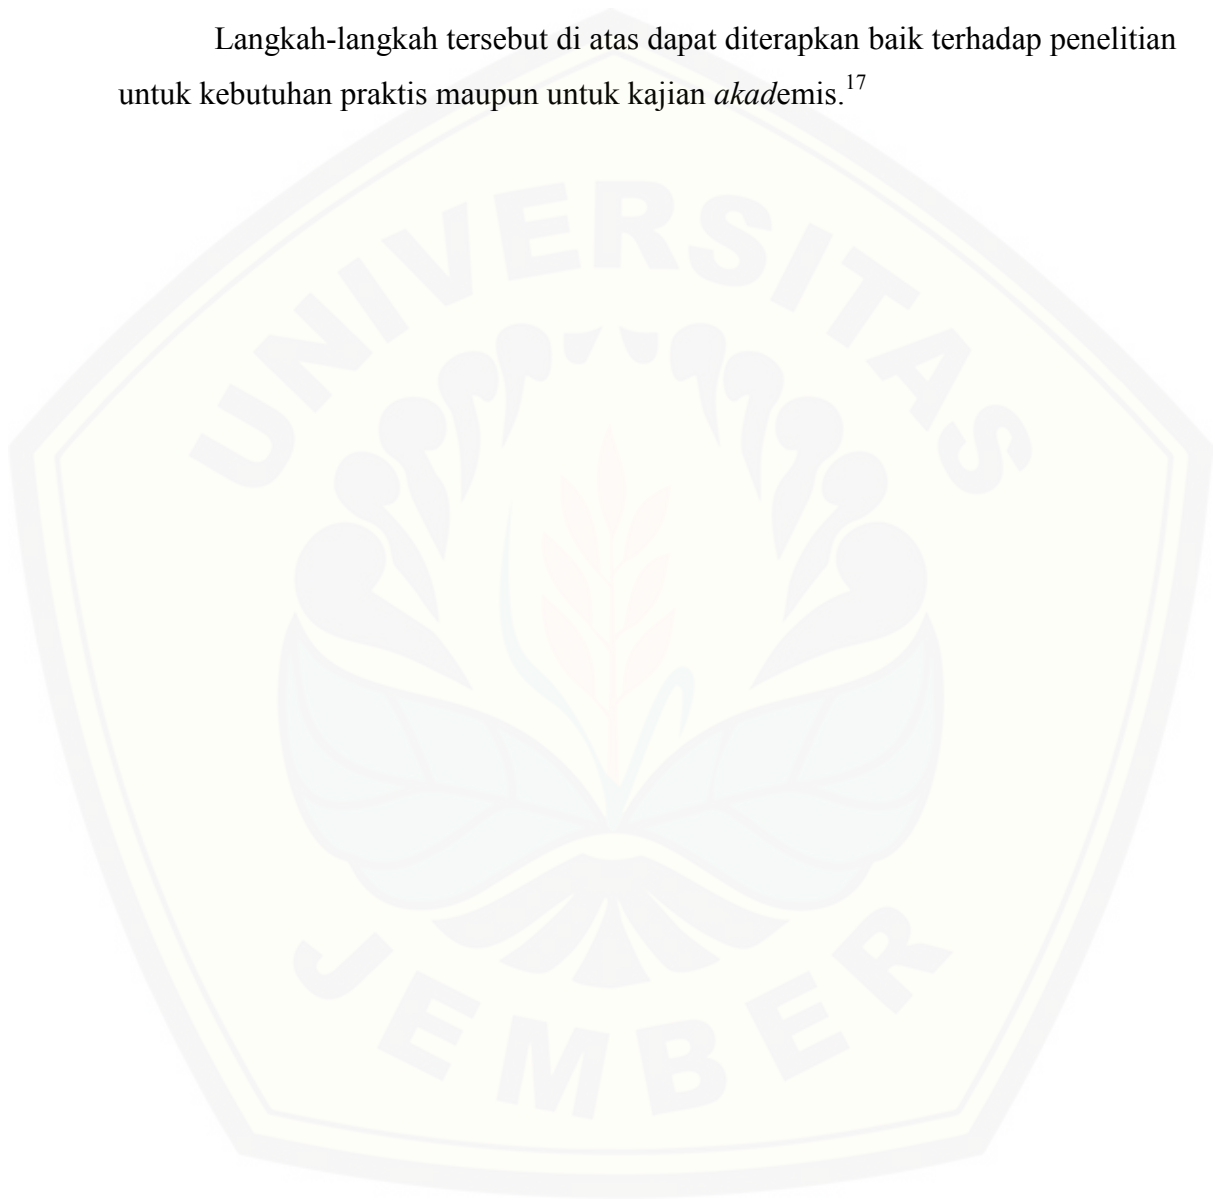 Langkah-langkah tersebut di atas dapat diterapkan baik terhadap penelitian
untuk kebutuhan praktis maupun untuk kajian akademis.17
UNIVERSITAS
JEMBER